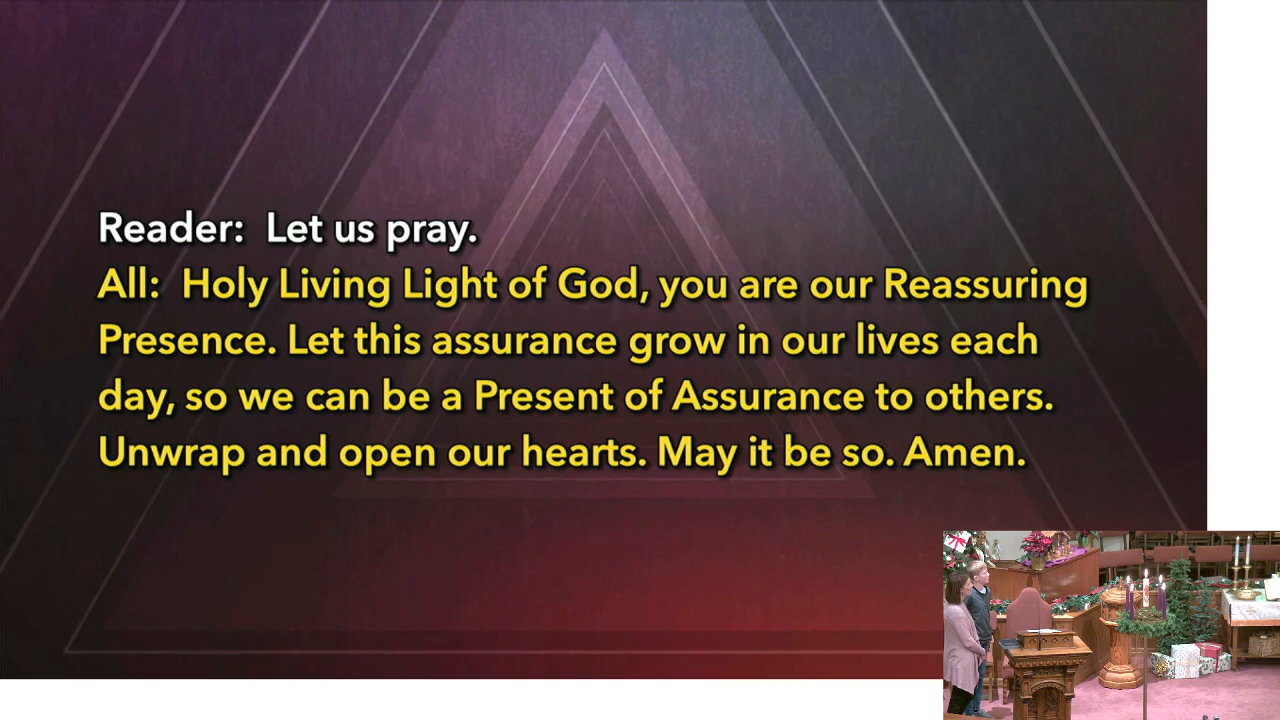 Reader:  Let us pray.
All:  Holy Living Light of God, you are our Reassuring
Presence. Let this assurance grow in our lives each
day, so we can be a Present of Assurance to others.
Unwrap and open our hearts. May it be so. Amen.